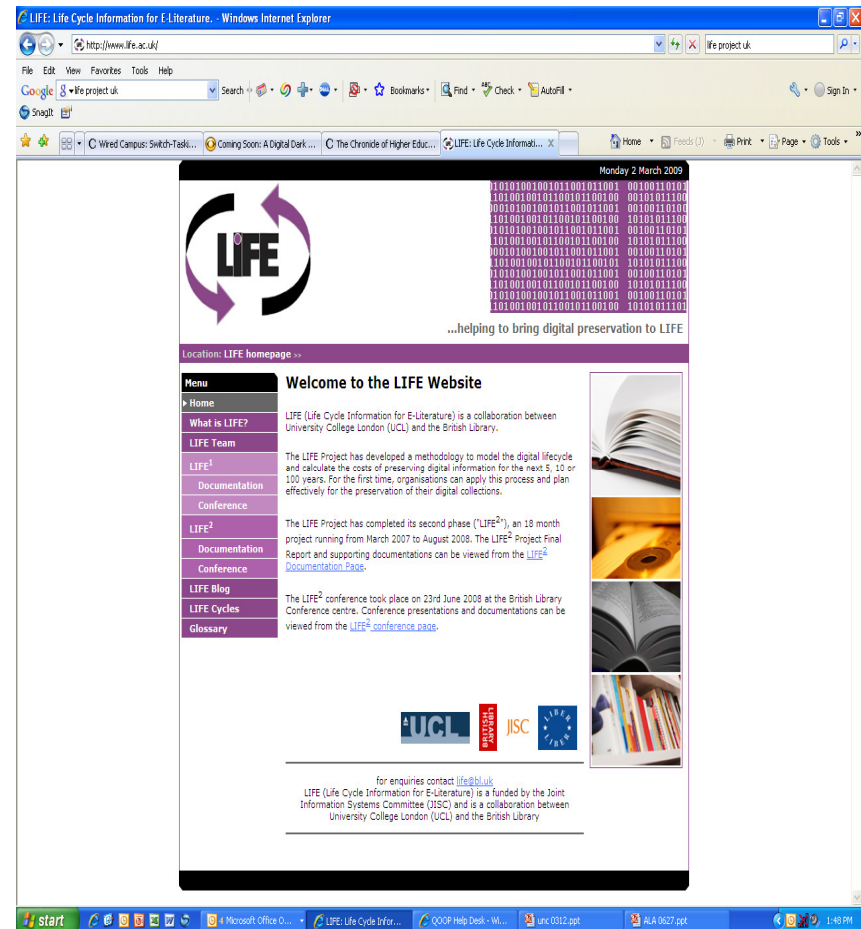 LIFE: Life Cycle Information for E-Literature. - Windows Internet Explorer
http://www.life.ac.uk/
life project uk
File Edit View Favorites Tools Help
Google life project uk Search Bookmarks Find Check AutoFill Sign In
SnagIt
Wired Campus: Switch-Taski... Coming Soon: A Digital Dark ... The Chronicle of Higher Educ... LIFE: Life Cycle Informati... X Home Feeds (J) Print Page Tools »
Monday 2 March 2009
LIFE
...helping to bring digital preservation to LIFE
Location: LIFE homepage >>
Menu
Home
What is LIFE?
LIFE Team
LIFE1
Documentation
Conference
LIFE2
Documentation
Conference
LIFE Blog
LIFE Cycles
Glossary
Welcome to the LIFE Website
LIFE (Life Cycle Information for E-Literature) is a collaboration between
University College London (UCL) and the British Library.
The LIFE Project has developed a methodology to model the digital lifecycle
and calculate the costs of preserving digital information for the next 5, 10 or
100 years. For the first time, organisations can apply this process and plan
effectively for the preservation of their digital collections.
The LIFE Project has completed its second phase ("LIFE2"), an 18 month
project running from March 2007 to August 2008. The LIFE2 Project Final
Report and supporting documentations can be viewed from the LIFE2
Documentation Page.
The LIFE2 conference took place on 23rd June 2008 at the British Library
Conference centre. Conference presentations and documentations can be
viewed from the LIFE2 conference page.
UCL
BRITISH
LIBRARY
JISC
LIBER
LIBER
for enquiries contact life@bl.uk
LIFE (Life Cycle Information for E-Literature) is a funded by the Joint
Information Systems Committee (JISC) and is a collaboration between
University College London (UCL) and the British Library
start 4 Microsoft Office O... LIFE: Life Cycle Infor... QOOP Help Desk - Wi... unc 0312.ppt ALA 0627.ppt 1:48 PM